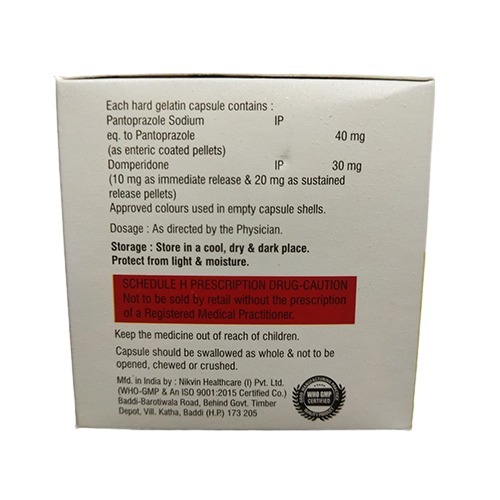 Each hard gelatin capsule contains :
Pantoprazole Sodium IP
eq. to Pantoprazole 40 mg
(as enteric coated pellets)
Domperidone IP 30 mg
(10 mg as immediate release & 20 mg as sustained
release pellets)
Approved colours used in empty capsule shells.
Dosage : As directed by the Physician.
Storage : Store in a cool, dry & dark place.
Protect from light & moisture.
SCHEDULE H PRESCRIPTION DRUG-CAUTION
Not to be sold by retail without the prescription
of a Registered Medical Practitioner.
Keep the medicine out of reach of children.
Capsule should be swallowed as whole & not to be
opened, chewed or crushed.
Mfd. in India by : Nikvin Healthcare (I) Pvt. Ltd.
(WHO-GMP & An ISO 9001:2015 Certified Co.)
Baddi-Barotiwala Road, Behind Govt. Timber
Depot, Vill. Katha, Baddi (H.P.) 173 205
WHO GMP
CERTIFIED